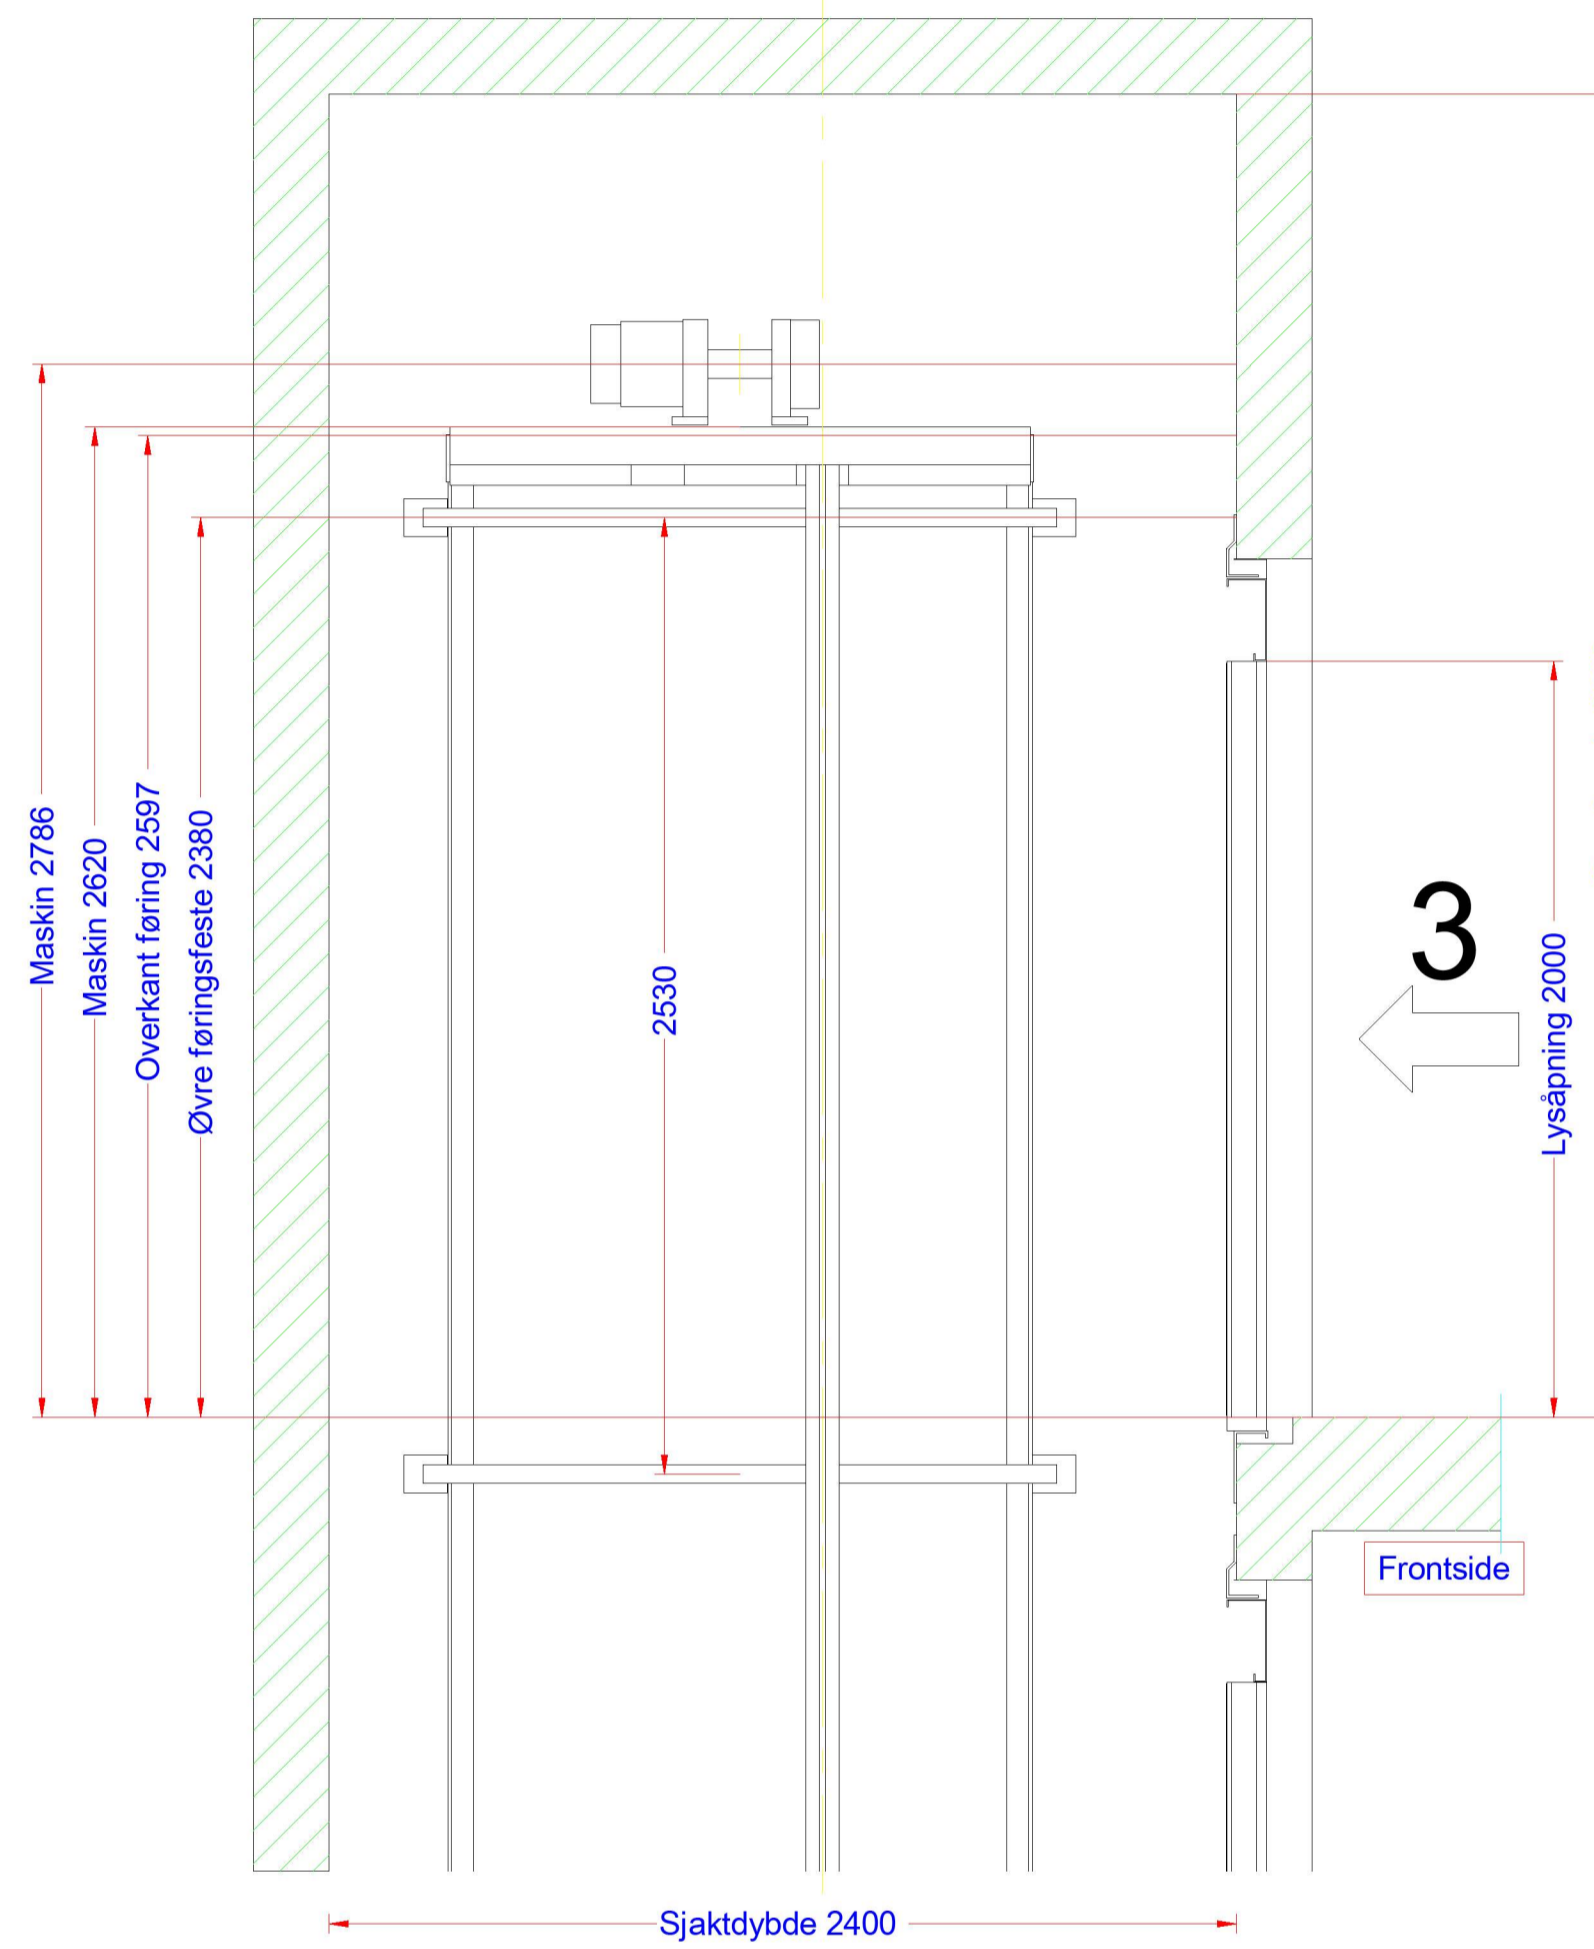 Maskin 2786
Maskin 2620
Overkant føring 2597
Øvre føringsfeste 2380
2530
3
Lysåpning 2000
Frontside
Sjaktdybde 2400